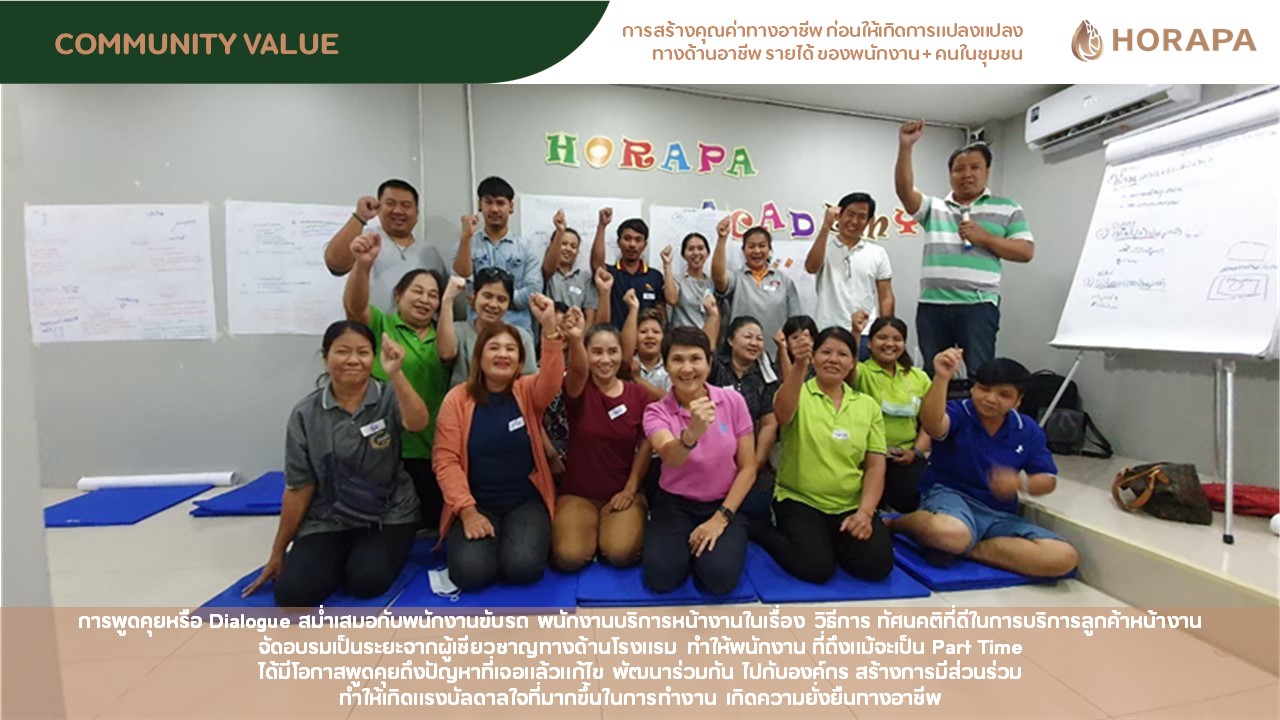 COMMUNITY VALUE
การสร้างคุณค่าทางอาชีพ ก่อนให้เกิดการแปลงแปลง
ทางด้านอาชีพ รายได้ ของพนักงาน + คนในชุมชน
HORAPA
HORAPA
ACADEMY
การพูดคุยหรือ Dialogue สม่ำเสมอกับพนักงานขับรถ พนักงานบริการหน้างานในเรื่อง วิธีการ ทัศนคติที่ดีในการบริการลูกค้าหน้างาน
จัดอบรมเป็นระยะจากผู้เชียวชาญทางด้านโรงแรม ทำให้พนักงาน ที่ถึงแม้จะเป็น Part Time
ได้มีโอกาสพูดคุยถึงปัญหาที่เจอแล้วแก้ไข พัฒนาร่วมกัน ไปกับองค์กร สร้างการมีส่วนร่วม
ทำให้เกิดแรงบัลดาลใจที่มากขึ้นในการทำงาน เกิดความยั่งยืนทางอาชีพ